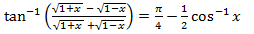 tan⁻¹ ((√1+x − √1−x)/(√1+x +√1−x)) = π/4 − 1/2 cos⁻¹ x